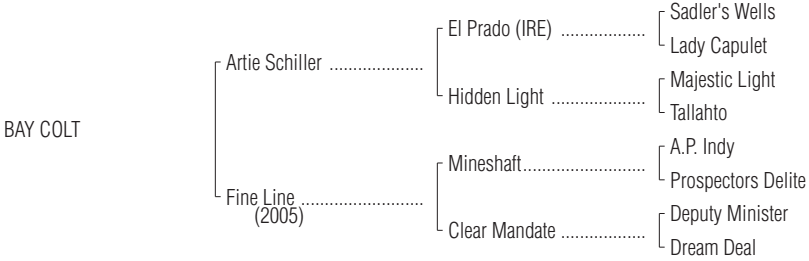 Sadler's Wells
El Prado (IRE) ...................
Lady Capulet
Artie Schiller .....................
Majestic Light
Hidden Light .....................
Tallahto
BAY COLT
A.P. Indy
Mineshaft...........................
Prospectors Delite
Fine Line ...........................
(2005)
Deputy Minister
Clear Mandate ...................
Dream Deal